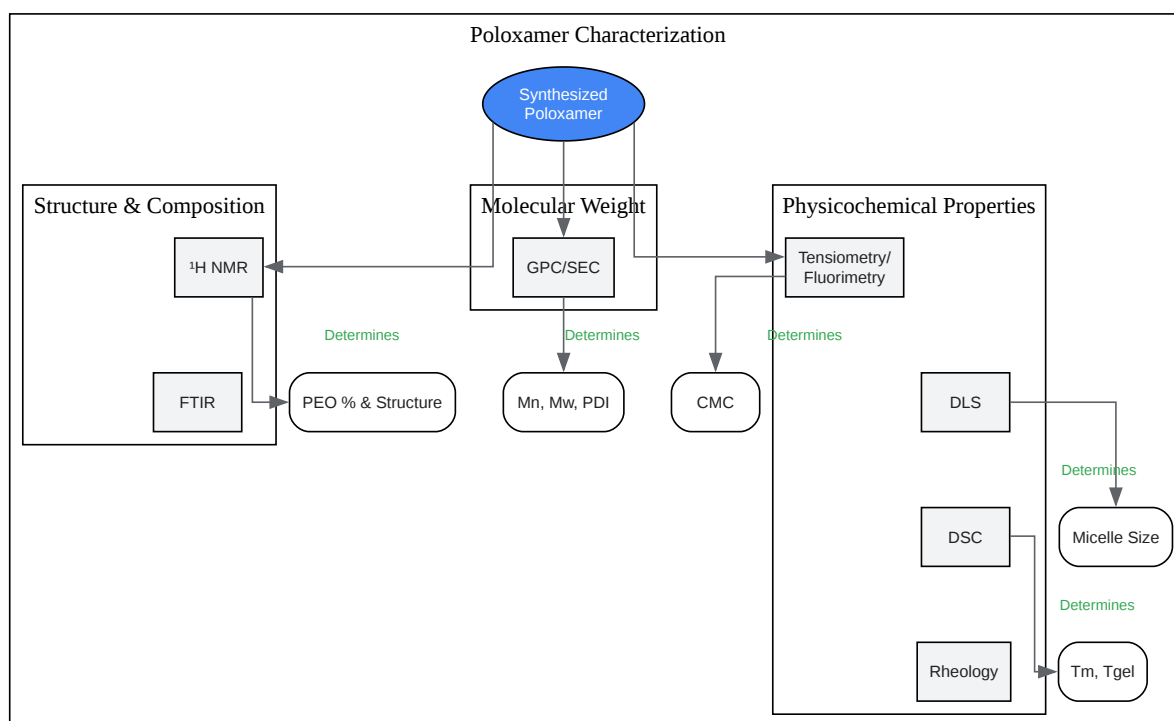 Poloxamer Characterization
Synthesized
Poloxamer
Structure & Composition
Molecular Weight
Physicochemical Properties
¹H NMR
GPC/SEC
Tensiometry/
Fluorimetry
Determines
Determines
Determines
FTIR
PEO % & Structure
Mn, Mw, PDI
CMC
DLS
Determines
DSC
Micelle Size
Determines
Rheology
Tm, Tgel